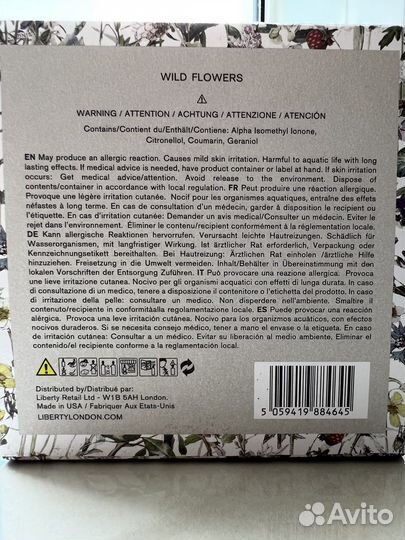 WILD FLOWERS
WARNING / ATTENTION / ACHTUNG / ATTENZIONE / ATENCIÓN
Contains/Contient du/Enthält/Contiene: Alpha Isomethyl Ionone,
Citronellol, Coumarin, Geraniol
EN May produce an allergic reaction. Causes mild skin irritation. Harmful to aquatic life with long
lasting effects. If medical advice is needed, have product container or label at hand. If skin irritation
occurs: Get medical advice/attention. Avoid release to the environment. Dispose of
contents/container in accordance with local regulation. FR Peut produire une réaction allergique.
Provoque une légère irritation cutanée. Nocif pour les organismes aquatiques, entraîne des effets
néfastes à long terme. En cas de consultation d'un médecin, garder à disposition le récipient ou
l'étiquette. En cas d'irritation cutanée: Demander un avis medical/Consulter un médecin. Eviter le
rejet dans l'environnement. Éliminer le contenu/recipient conformément à la réglementation locale.
DE Kann allergische Reaktionen hervorrufen. Verursacht leichte Hautreizungen. Schädlich für
Wasserorganismen, mit langfristiger Wirkung. Ist ärztlicher Rat erforderlich, Verpackung oder
Kennzeichnungsetikett bereithalten. Bei Hautreizung: Ärztlichen Rat einholen/ärztliche Hilfe
hinzuziehen. Freisetzung in die Umwelt vermeiden. Inhalt/Behälter in Übereinstimmung mit den
lokalen Vorschriften der Entsorgung Zuführen. IT Può provocare una reazione allergica. Provoca
una lieve irritazione cutanea. Nocivo per gli organismi acquatici con effetti di lunga durata. In caso
di consultazione di un medico, tenere a disposizione il contenitore o l'etichetta del prodotto. In caso
di irritazione della pelle: consultare un medico. Non disperdere nell'ambiente. Smaltire il
contenuto/recipiente in conformitàalla regolamentazione locale. ES Puede provocar una reacción
alérgica. Provoca una leve irritación cutánea. Nocivo para los organismos acuáticos, con efectos
nocivos duraderos. Si se necesita consejo médico, tener a mano el envase o la etiqueta. En caso de
irritación cutánea: Consultar a un médico. Evitar su liberación al medio ambiente. Eliminar el
contenido/el recipiente conforme a la reglamentación local.
Distributed by/Distribué par:
Liberty Retail Ltd - W1B 5AH London.
Made in USA / Fabriquer Aux Etats-Unis
LIBERTYLONDON.COM
5 059419 884645
Avito